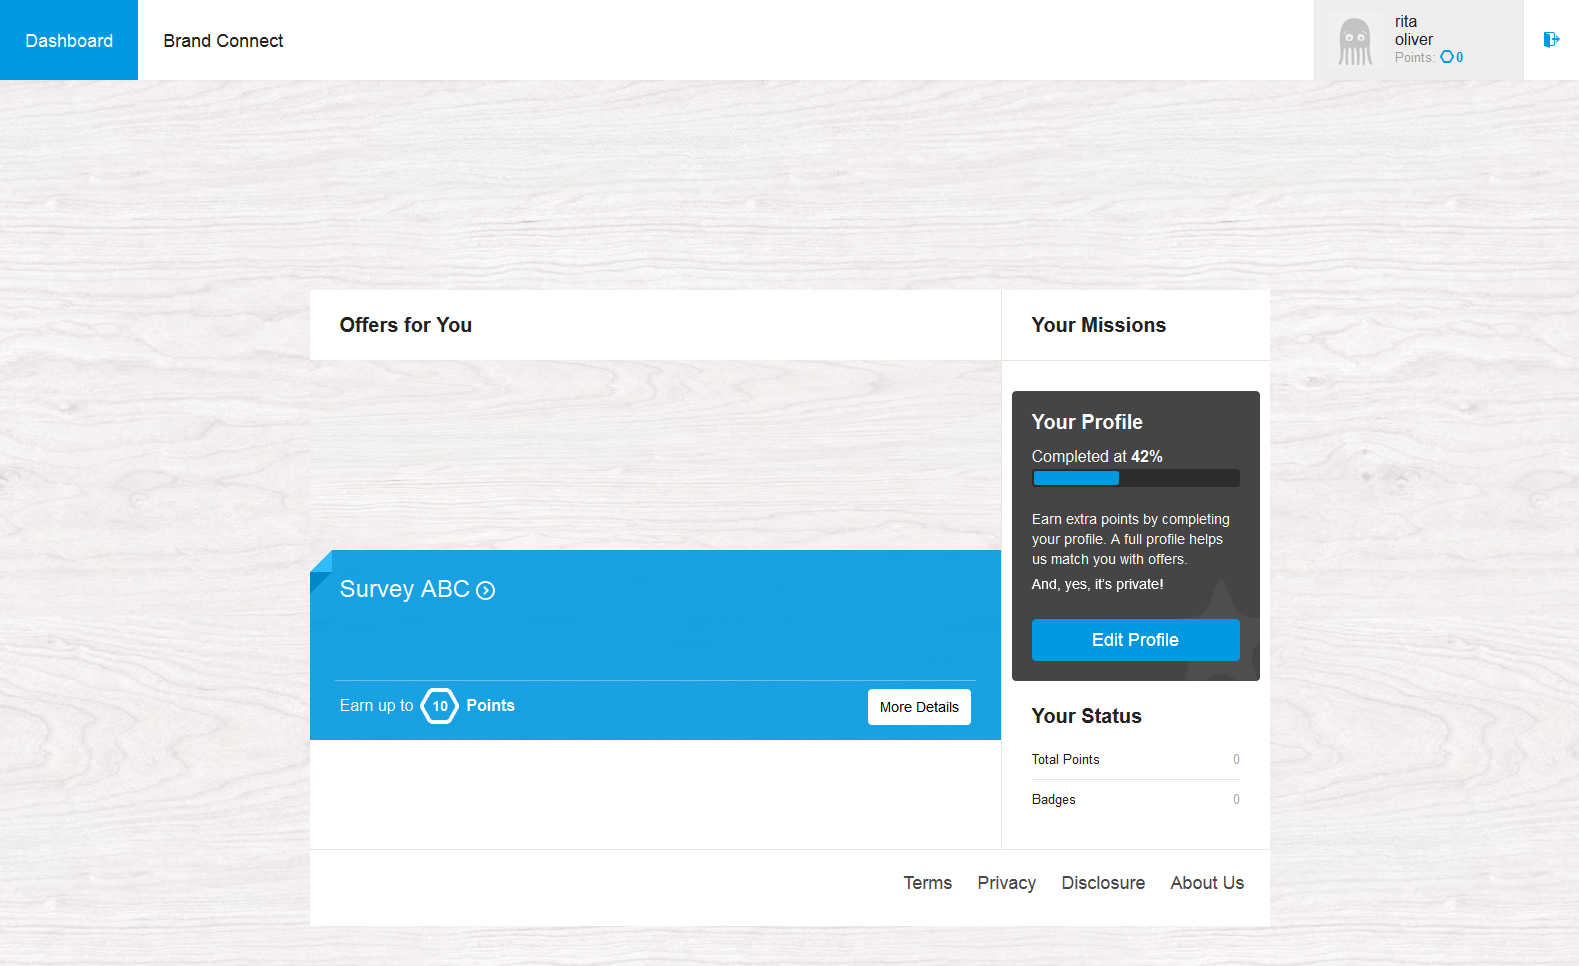 Dashboard
Brand Connect
rita
oliver
Points: 0
Offers for You
Your Missions
Your Profile
Completed at 42%
Earn extra points by completing
your profile. A full profile helps
us match you with offers.
And, yes, it's private!
Edit Profile
Survey ABC
Earn up to 10 Points
More Details
Your Status
Total Points 0
Badges 0
Terms Privacy Disclosure About Us